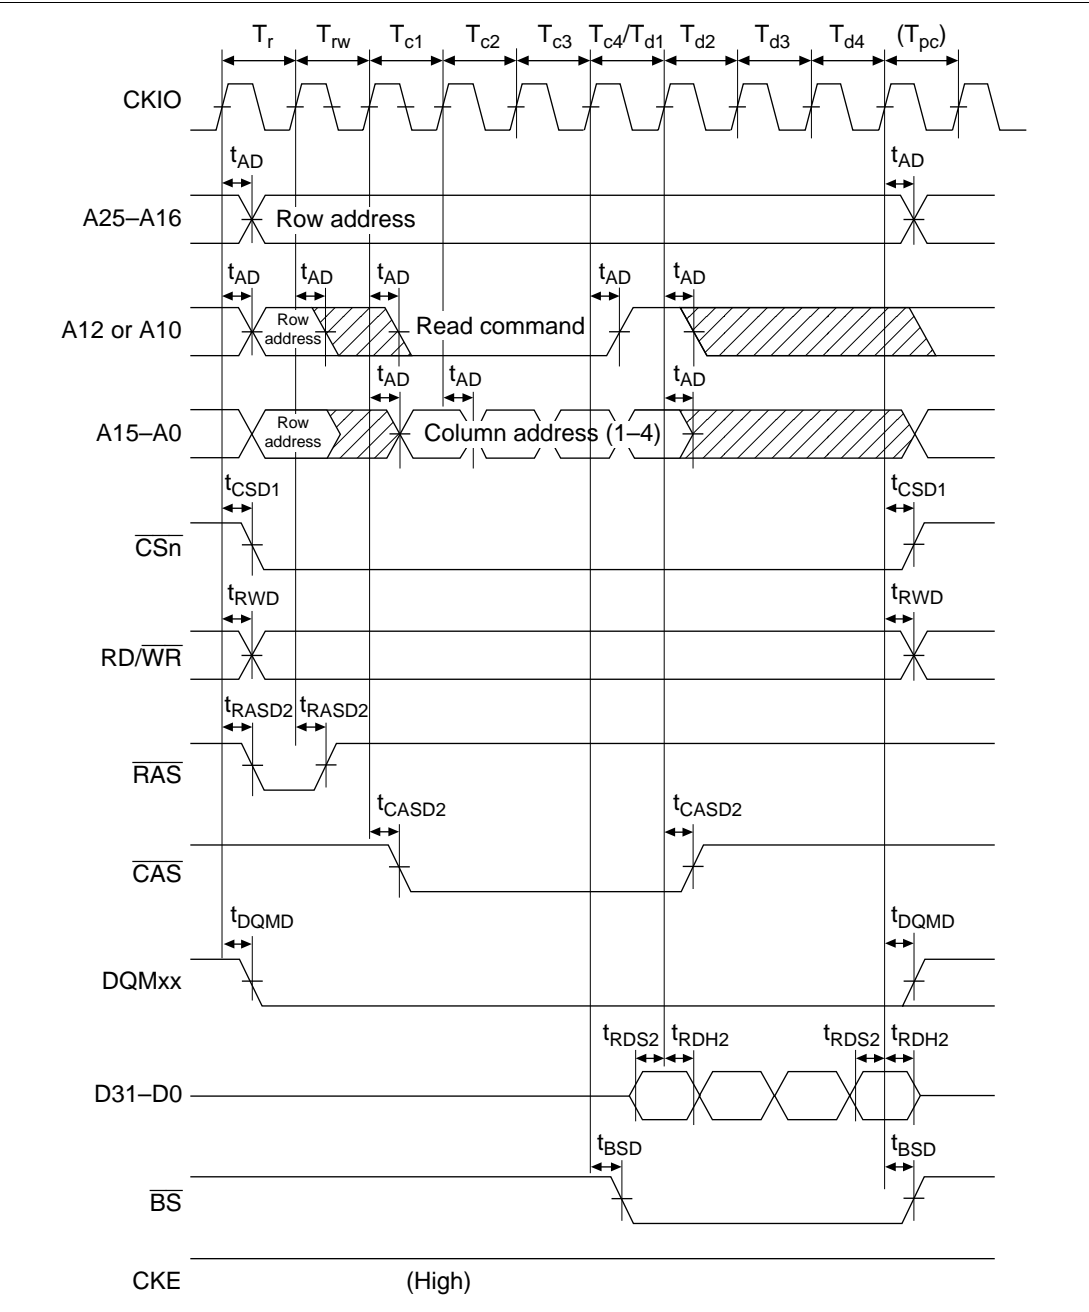 Tr Trw Tc1 Tc2 Tc3 Tc4/Td1 Td2 Td3 Td4 (Tpc)
CKIO
tAD tAD
A25–A16 Row address
tAD tAD tAD tAD tAD
A12 or A10 Row address Read command
tAD tAD tAD
A15–A0 Row address Column address (1–4)
tCSD1 tCSD1
CSn
tRWD tRWD
RD/WR
tRASD2 tRASD2
RAS
tCASD2 tCASD2
CAS
tDQMD tDQMD
DQMxx
tRDS2 tRDH2 tRDS2 tRDH2
D31–D0
tBSD tBSD
BS
CKE (High)